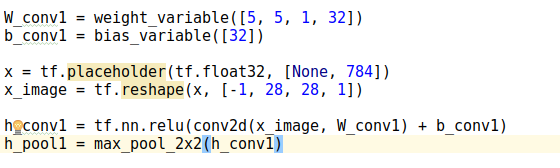 W_conv1 = weight_variable([5, 5, 1, 32])
b_conv1 = bias_variable([32])
x = tf.placeholder(tf.float32, [None, 784])
x_image = tf.reshape(x, [-1, 28, 28, 1])
h_conv1 = tf.nn.relu(conv2d(x_image, W_conv1) + b_conv1)
h_pool1 = max_pool_2x2(h_conv1)